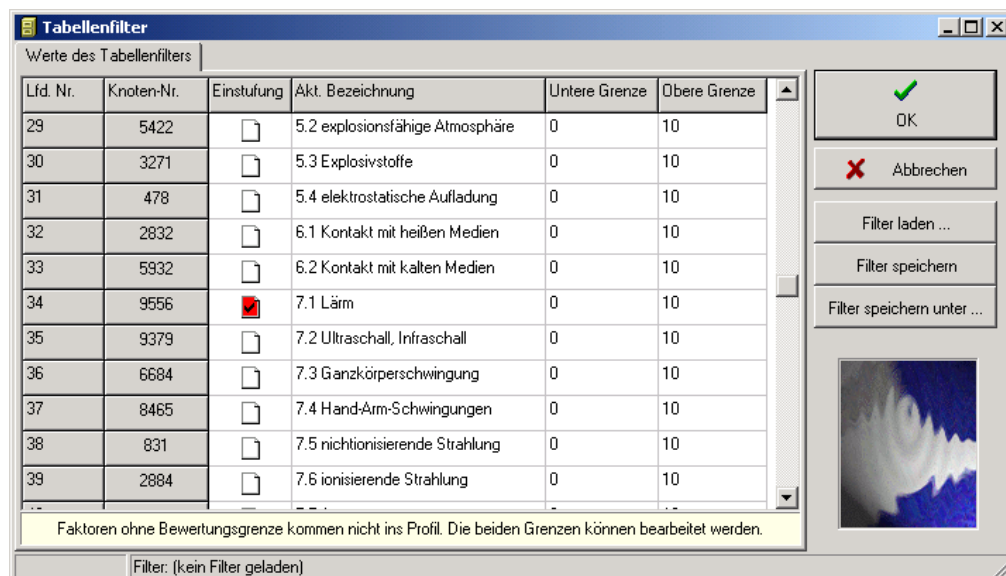 Tabellenfilter
Werte des Tabellenfilters
Lfd. Nr. Knoten-Nr. Einstufung Akt. Bezeichnung Untere Grenze Obere Grenze
29 5422 5.2 explosionsfähige Atmosphäre 0 10
30 3271 5.3 Explosivstoffe 0 10
31 478 5.4 elektrostatische Aufladung 0 10
32 2832 6.1 Kontakt mit heißen Medien 0 10
33 5932 6.2 Kontakt mit kalten Medien 0 10
34 9556 7.1 Lärm 0 10
35 9379 7.2 Ultraschall, Infraschall 0 10
36 6684 7.3 Ganzkörperschwingung 0 10
37 8465 7.4 Hand-Arm-Schwingungen 0 10
38 831 7.5 nichtionisierende Strahlung 0 10
39 2884 7.6 ionisierende Strahlung 0 10
Faktoren ohne Bewertungsgrenze kommen nicht ins Profil. Die beiden Grenzen können bearbeitet werden.
OK
Abbrechen
Filter laden ...
Filter speichern
Filter speichern unter ...
Filter: (kein Filter geladen)